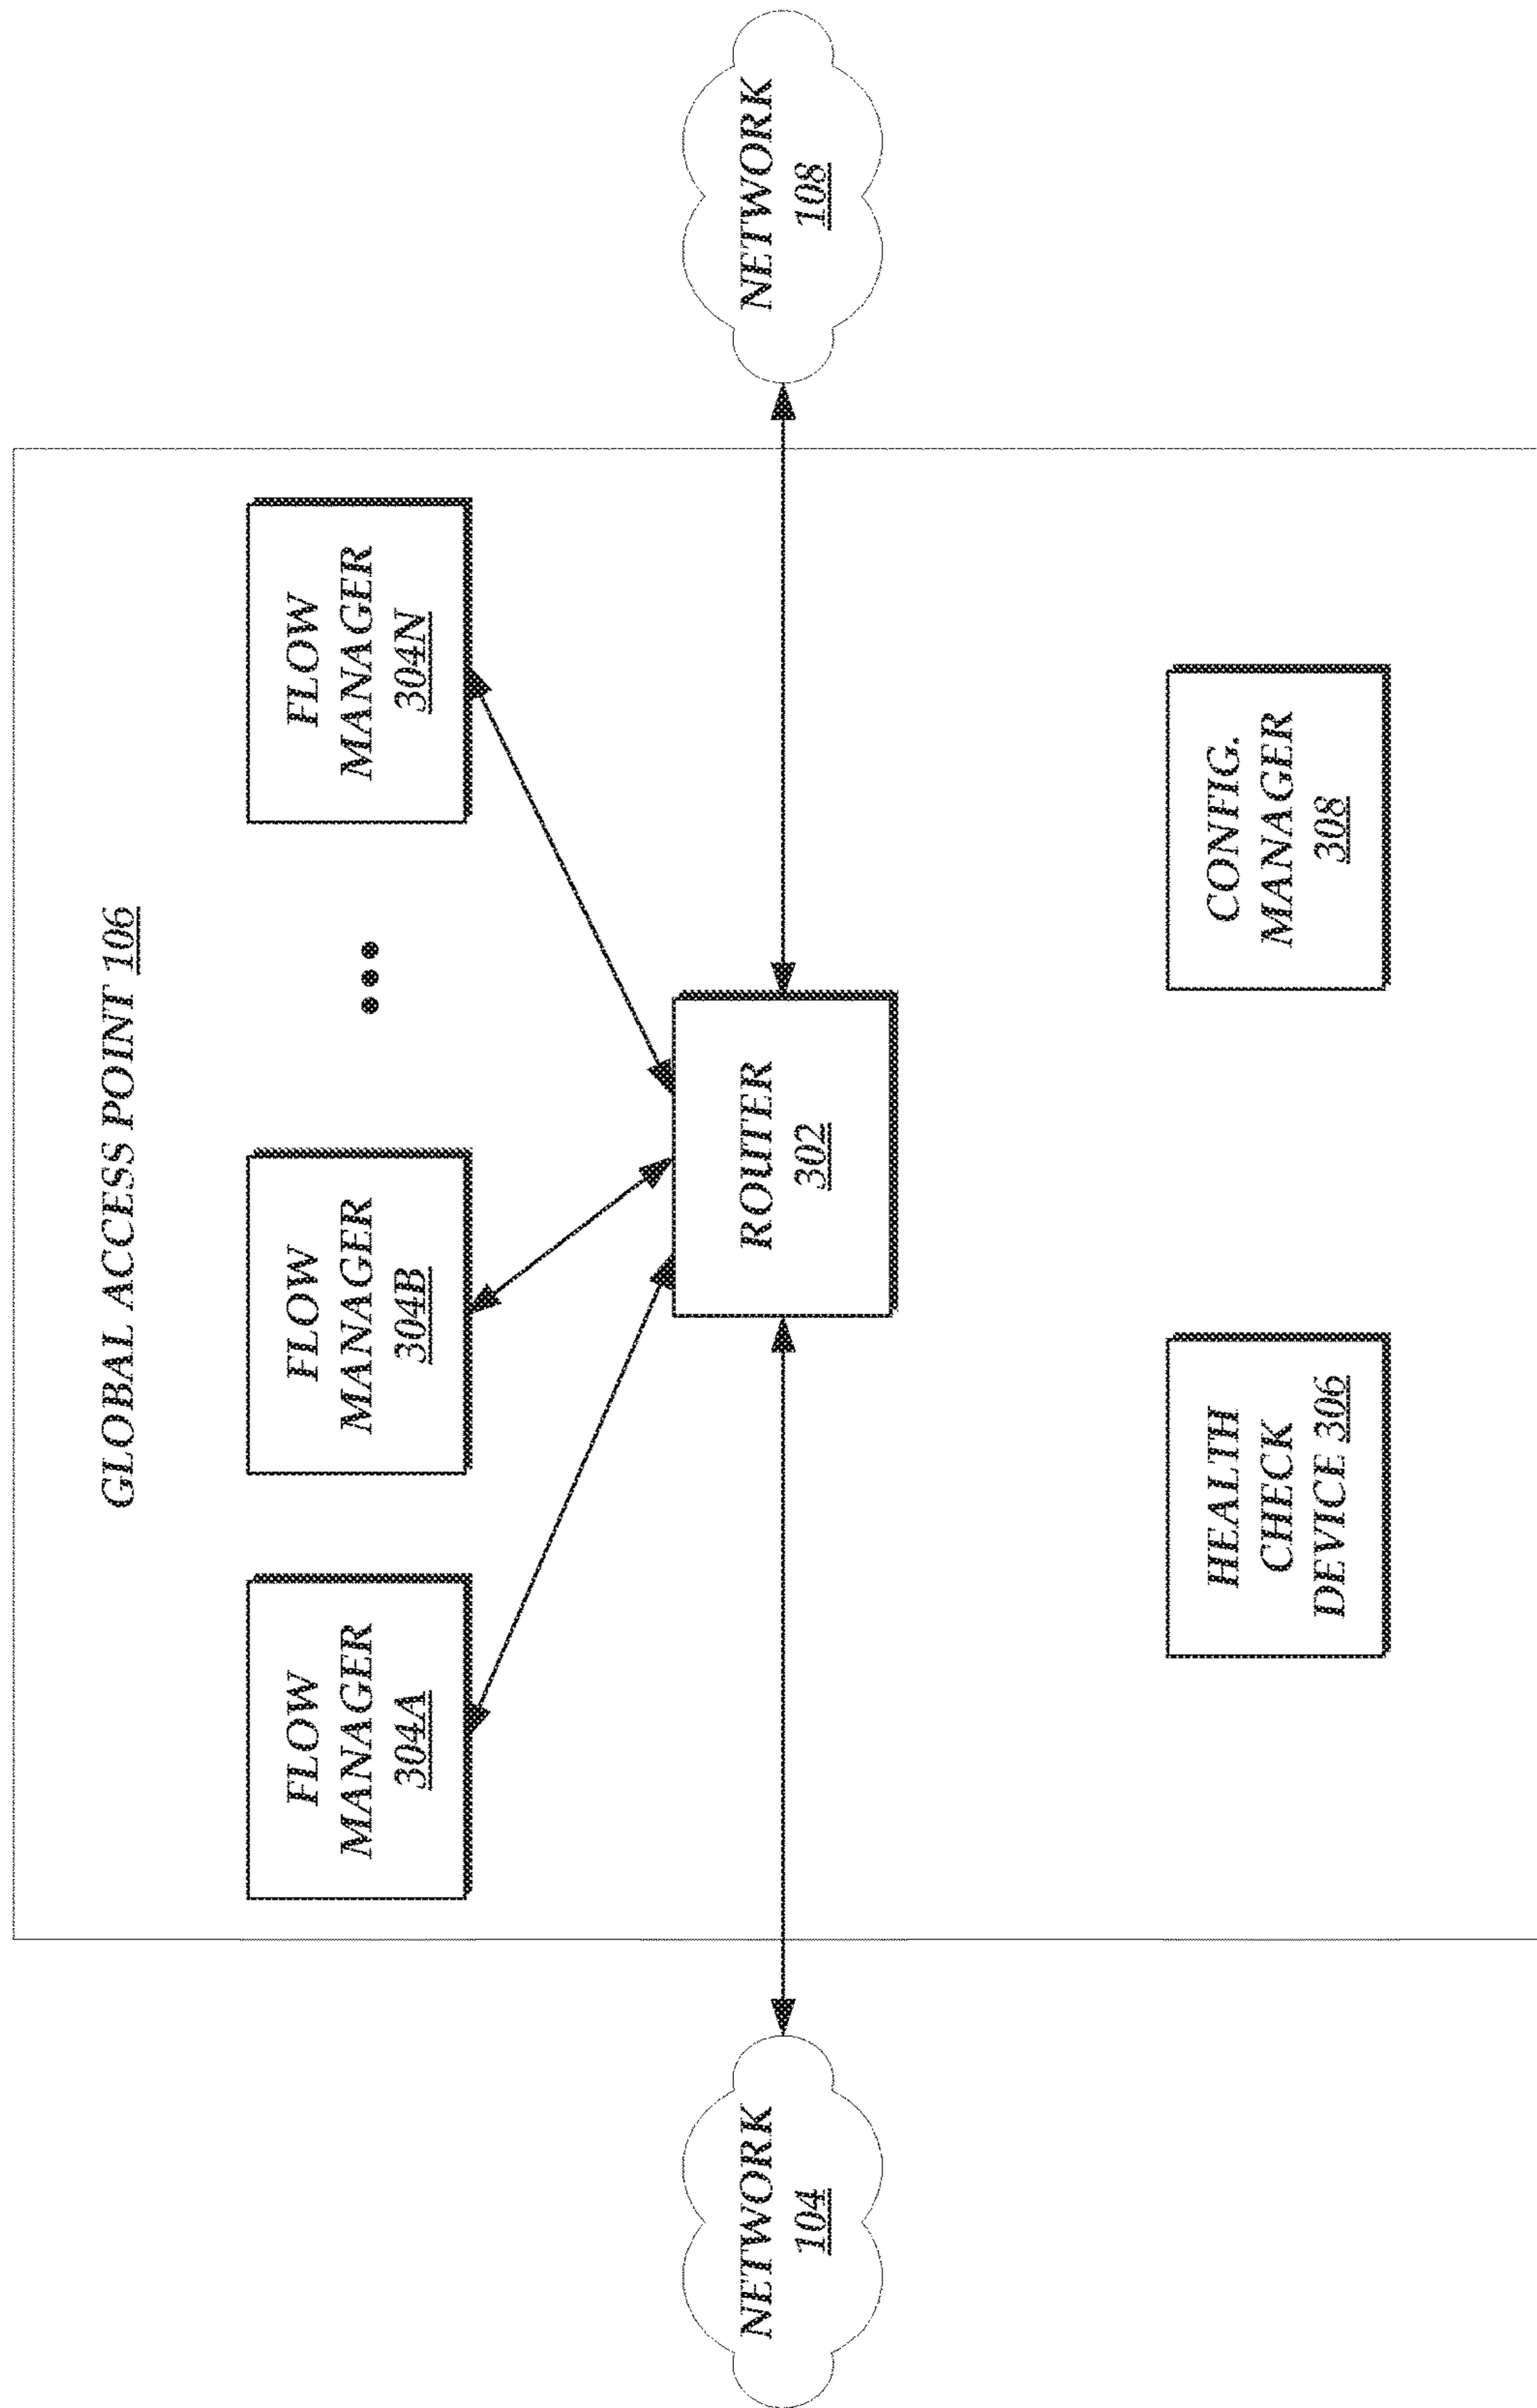 GLOBAL ACCESS POINT 106
FLOW
MANAGER
304A
FLOW
MANAGER
304B
FLOW
MANAGER
304N
NETWORK
104
ROUTER
302
NETWORK
108
HEALTH
CHECK
DEVICE 306
CONFIG.
MANAGER
308